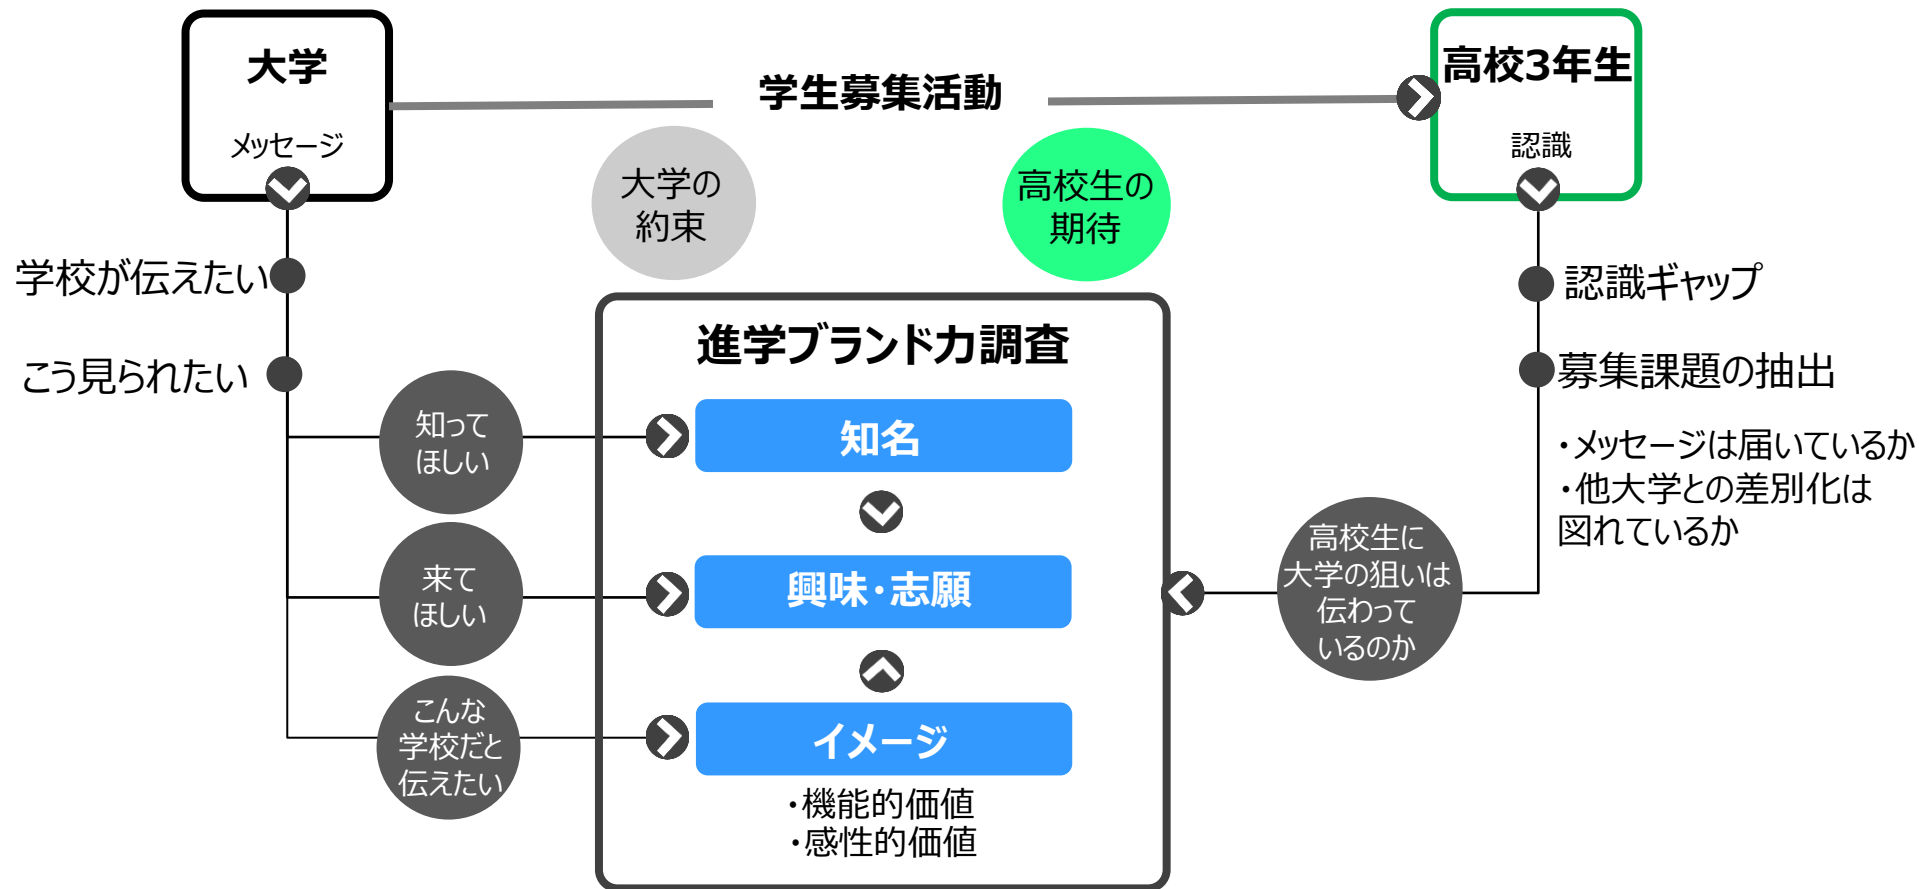 大学
メッセージ
学生募集活動
高校3年生
認識
大学の
約束
高校生の
期待
学校が伝えたい
こう見られたい
認識ギャップ
募集課題の抽出
・メッセージは届いているか
・他大学との差別化は
図れているか
進学ブランド力調査
知って
ほしい
知名
来て
ほしい
興味・志願
こんな
学校だと
伝えたい
イメージ
・機能的価値
・感性的価値
高校生に
大学の狙いは
伝わって
いるのか